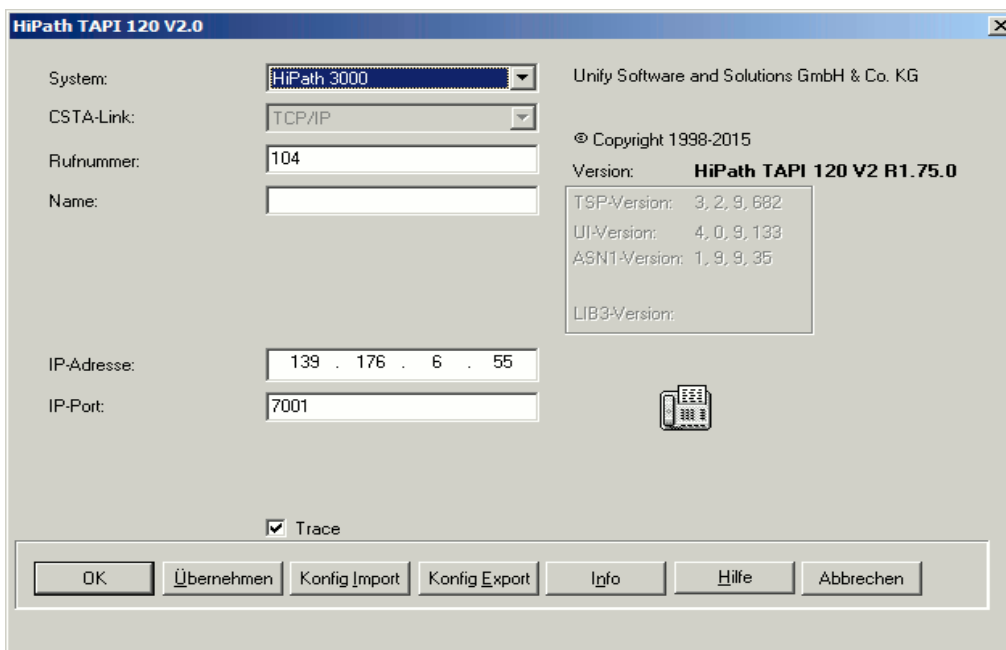 HiPath TAPI 120 V2.0
System: HiPath 3000
Unify Software and Solutions GmbH & Co. KG
CSTA-Link: TCP/IP
© Copyright 1998-2015
Rufnummer: 104
Version: HiPath TAPI 120 V2 R1.75.0
Name:
TSP-Version: 3, 2, 9, 682
UI-Version: 4, 0, 9, 133
ASN1-Version: 1, 9, 9, 35
LIB3-Version:
IP-Adresse: 139 . 176 . 6 . 55
IP-Port: 7001
Trace
OK Übernehmen Konfig Import Konfig Export Info Hilfe Abbrechen